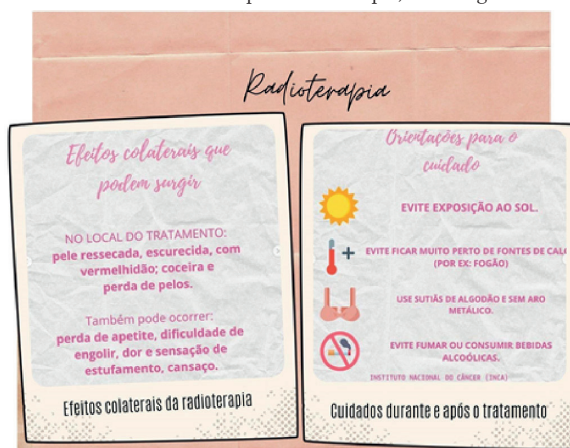 Radioterapia
Efeitos colaterais que
podem surgir
NO LOCAL DO TRATAMENTO:
pele ressecada, escurecida, com
vermelhidão; coceira e
perda de pelos.
Também pode ocorrer:
perda de apetite, dificuldade de
engolir, dor e sensação de
estufamento, cansaço.
Efeitos colaterais da radioterapia
Orientações para o
cuidado
EVITE EXPOSIÇÃO AO SOL.
EVITE FICAR MUITO PERTO DE FONTES DE
(POR EX: FOGÃO)
USE SUTIÃS DE ALGODÃO E SEM ARO
METÁLICO.
EVITE FUMAR OU CONSUMIR BEBIDAS
ALCOÓLICAS.
INSTITUTO NACIONAL DO CÂNCER (INCA)
Cuidados durante e após o tratamento